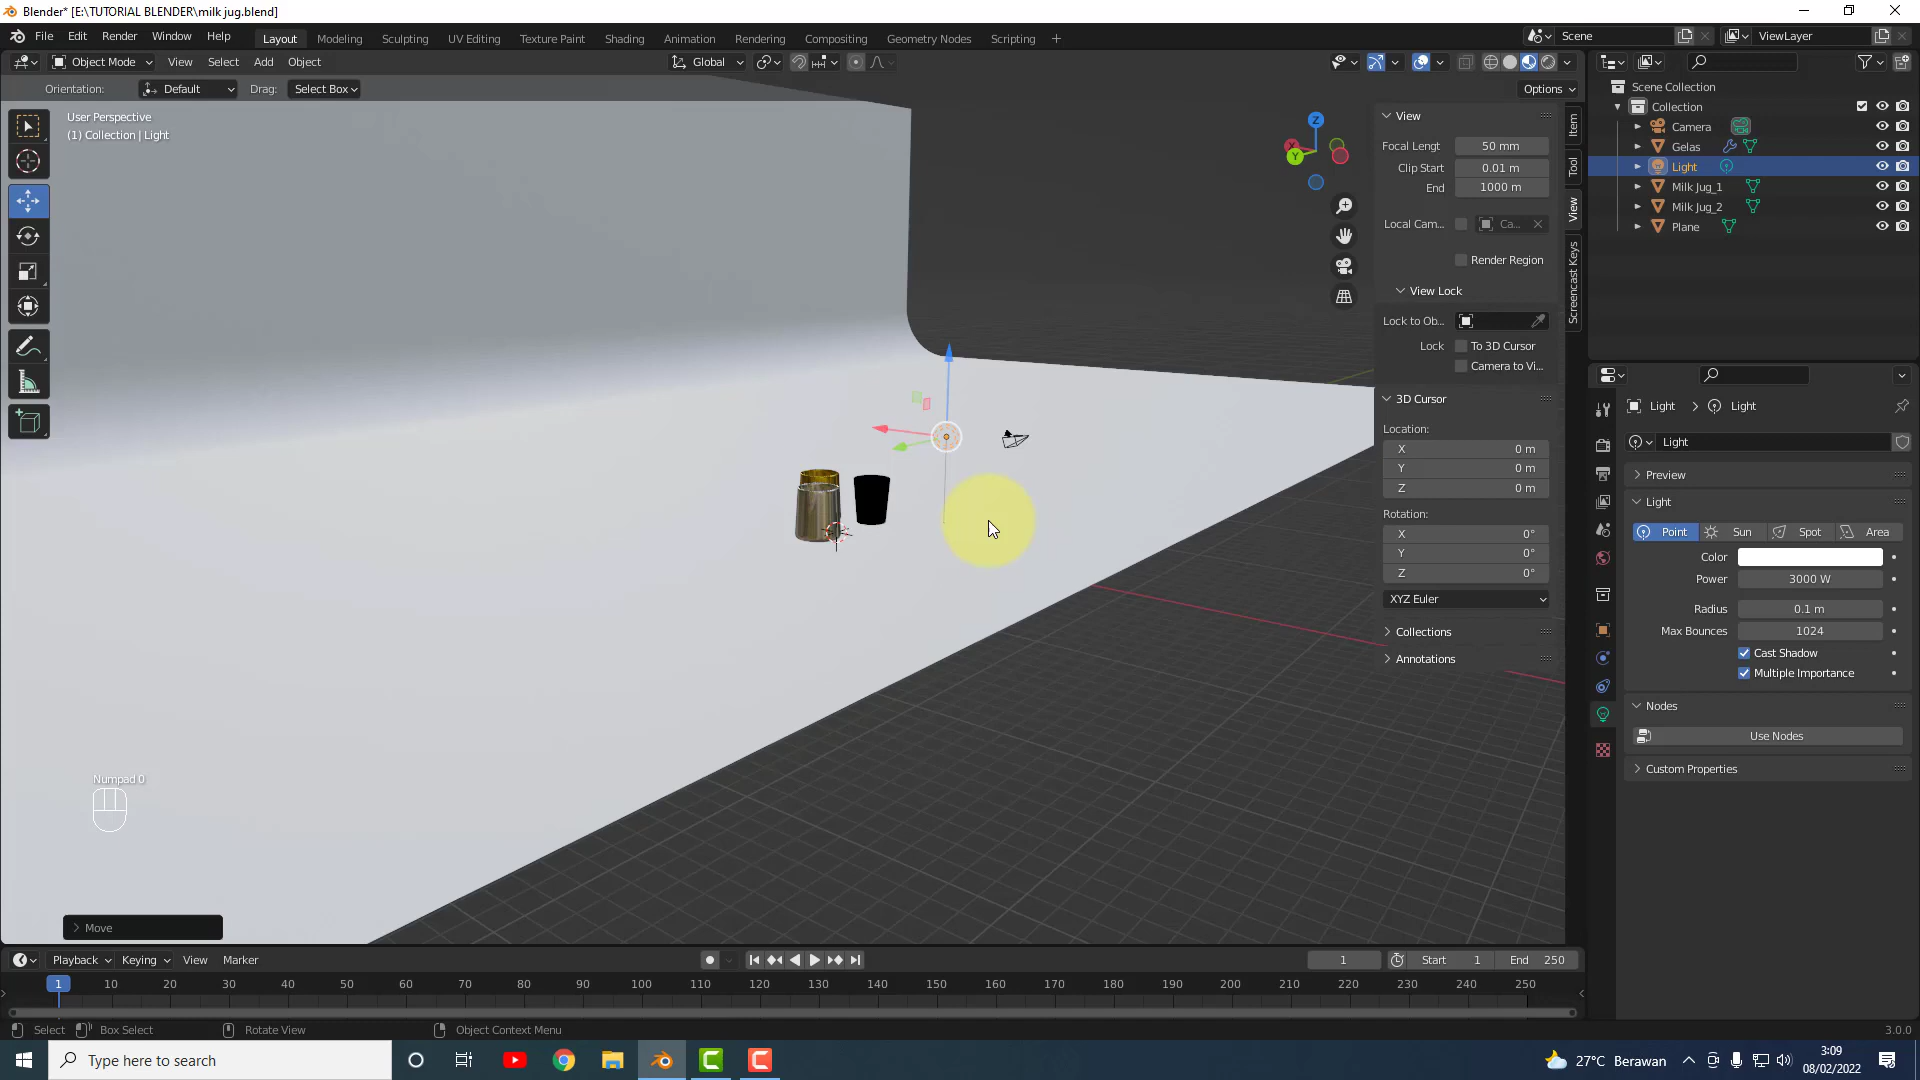 Blender* [E:\TUTORIAL BLENDER\milk jug.blend]
File Edit Render Window Help Layout Modeling Sculpting UV Editing Texture Paint Shading Animation Rendering Compositing Geometry Nodes Scripting + Scene ViewLayer
Object Mode View Select Add Object Global
Orientation: Default Drag: Select Box Options
User Perspective
(1) Collection | Light
Z
X
Y
View
Focal Lengt 50 mm
Clip Start 0.01 m
End 1000 m
Local Cam... Ca...
Render Region
View Lock
Lock to Ob...
Lock To 3D Cursor
Camera to Vi...
3D Cursor
Location:
X 0 m
Y 0 m
Z 0 m
Rotation:
X 0°
Y 0°
Z 0°
XYZ Euler
Collections
Annotations
Item
Tool
View
Screencast Keys
Scene Collection
Collection
Camera
Gelas
Light
Milk Jug_1
Milk Jug_2
Plane
Light > Light
Light
Preview
Light
Point Sun Spot Area
Color
Power 3000 W
Radius 0.1 m
Max Bounces 1024
Cast Shadow
Multiple Importance
Nodes
Use Nodes
Custom Properties
Numpad 0
Move
Playback Keying View Marker 1 Start 1 End 250
1 10 20 30 40 50 60 70 80 90 100 110 120 130 140 150 160 170 180 190 200 210 220 230 240 250
Select Box Select Rotate View Object Context Menu 3.0.0
Type here to search 27°C Berawan 3:09
08/02/2022